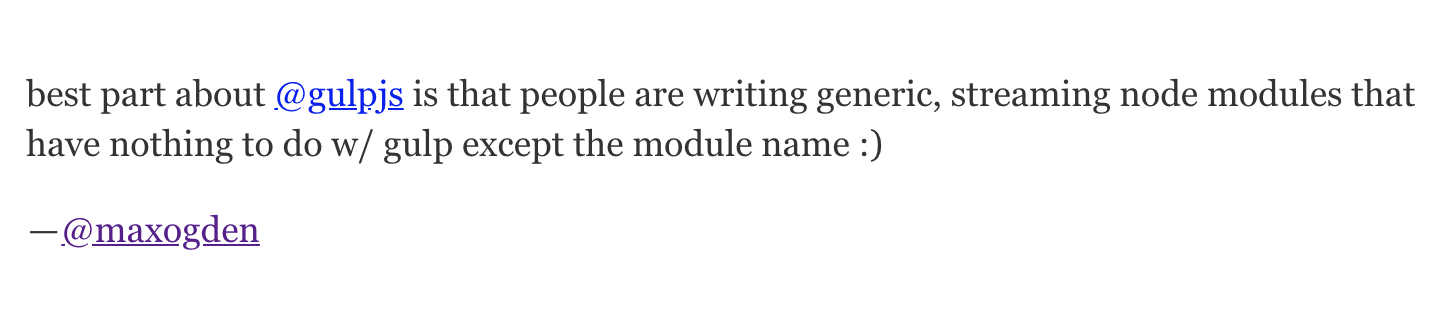 best part about @gulpjs is that people are writing generic, streaming node modules that
have nothing to do w/ gulp except the module name :)
—@maxogden